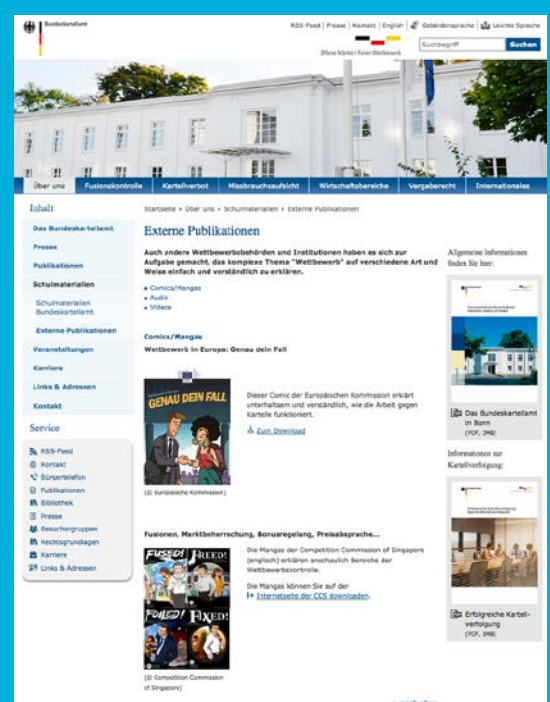 Bundeskartellamt
RSS-Feed | Presse | Kontakt | English | Gebärdensprache | Leichte Sprache
Offene Märkte | Fairer Wettbewerb
Suchbegriff
Suchen
Über uns
Fusionskontrolle
Kartellverbot
Missbrauchsaufsicht
Wirtschaftsbereiche
Vergaberecht
Internationales
Inhalt
Das Bundeskartellamt
Presse
Publikationen
Schulmaterialien
Schulmaterialien
Bundeskartellamt
Externe Publikationen
Veranstaltungen
Karriere
Links & Adressen
Kontakt
Service
RSS-Feed
Kontakt
Bürgertelefon
Publikationen
Bibliothek
Presse
Besuchergruppen
Rechtsgrundlagen
Karriere
Links & Adressen
Startseite › Über uns › Schulmaterialien › Externe Publikationen
Externe Publikationen
Auch andere Wettbewerbsbehörden und Institutionen haben es sich zur
Aufgabe gemacht, das komplexe Thema "Wettbewerb" auf verschiedene Art und
Weise einfach und verständlich zu erklären.
Comics/Mangas
Audio
Videos
Comics/Mangas
Wettbewerb in Europa: Genau dein Fall
GENAU DEIN FALL
Dieser Comic der Europäischen Kommission erklärt
unterhaltsam und verständlich, wie die Arbeit gegen
Kartelle funktioniert.
Zum Download
(© Europäische Kommission)
Fusionen, Marktbeherrschung, Bonusregelung, Preisabsprache...
FUSED!
FREED!
FOILED!
FIXED!
Die Mangas der Competition Commission of Singapore
(englisch) erklären anschaulich Bereiche der
Wettbewerbskontrolle.
Die Mangas können Sie auf der
Internetseite der CCS downloaden.
(© Competition Commission
of Singapore)
Allgemeine Informationen
finden Sie hier:
Das Bundeskartellamt
in Bonn
(PDF, 2MB)
Informationen zur
Kartellverfolgung:
Erfolgreiche Kartell-
verfolgung
(PDF, 3MB)